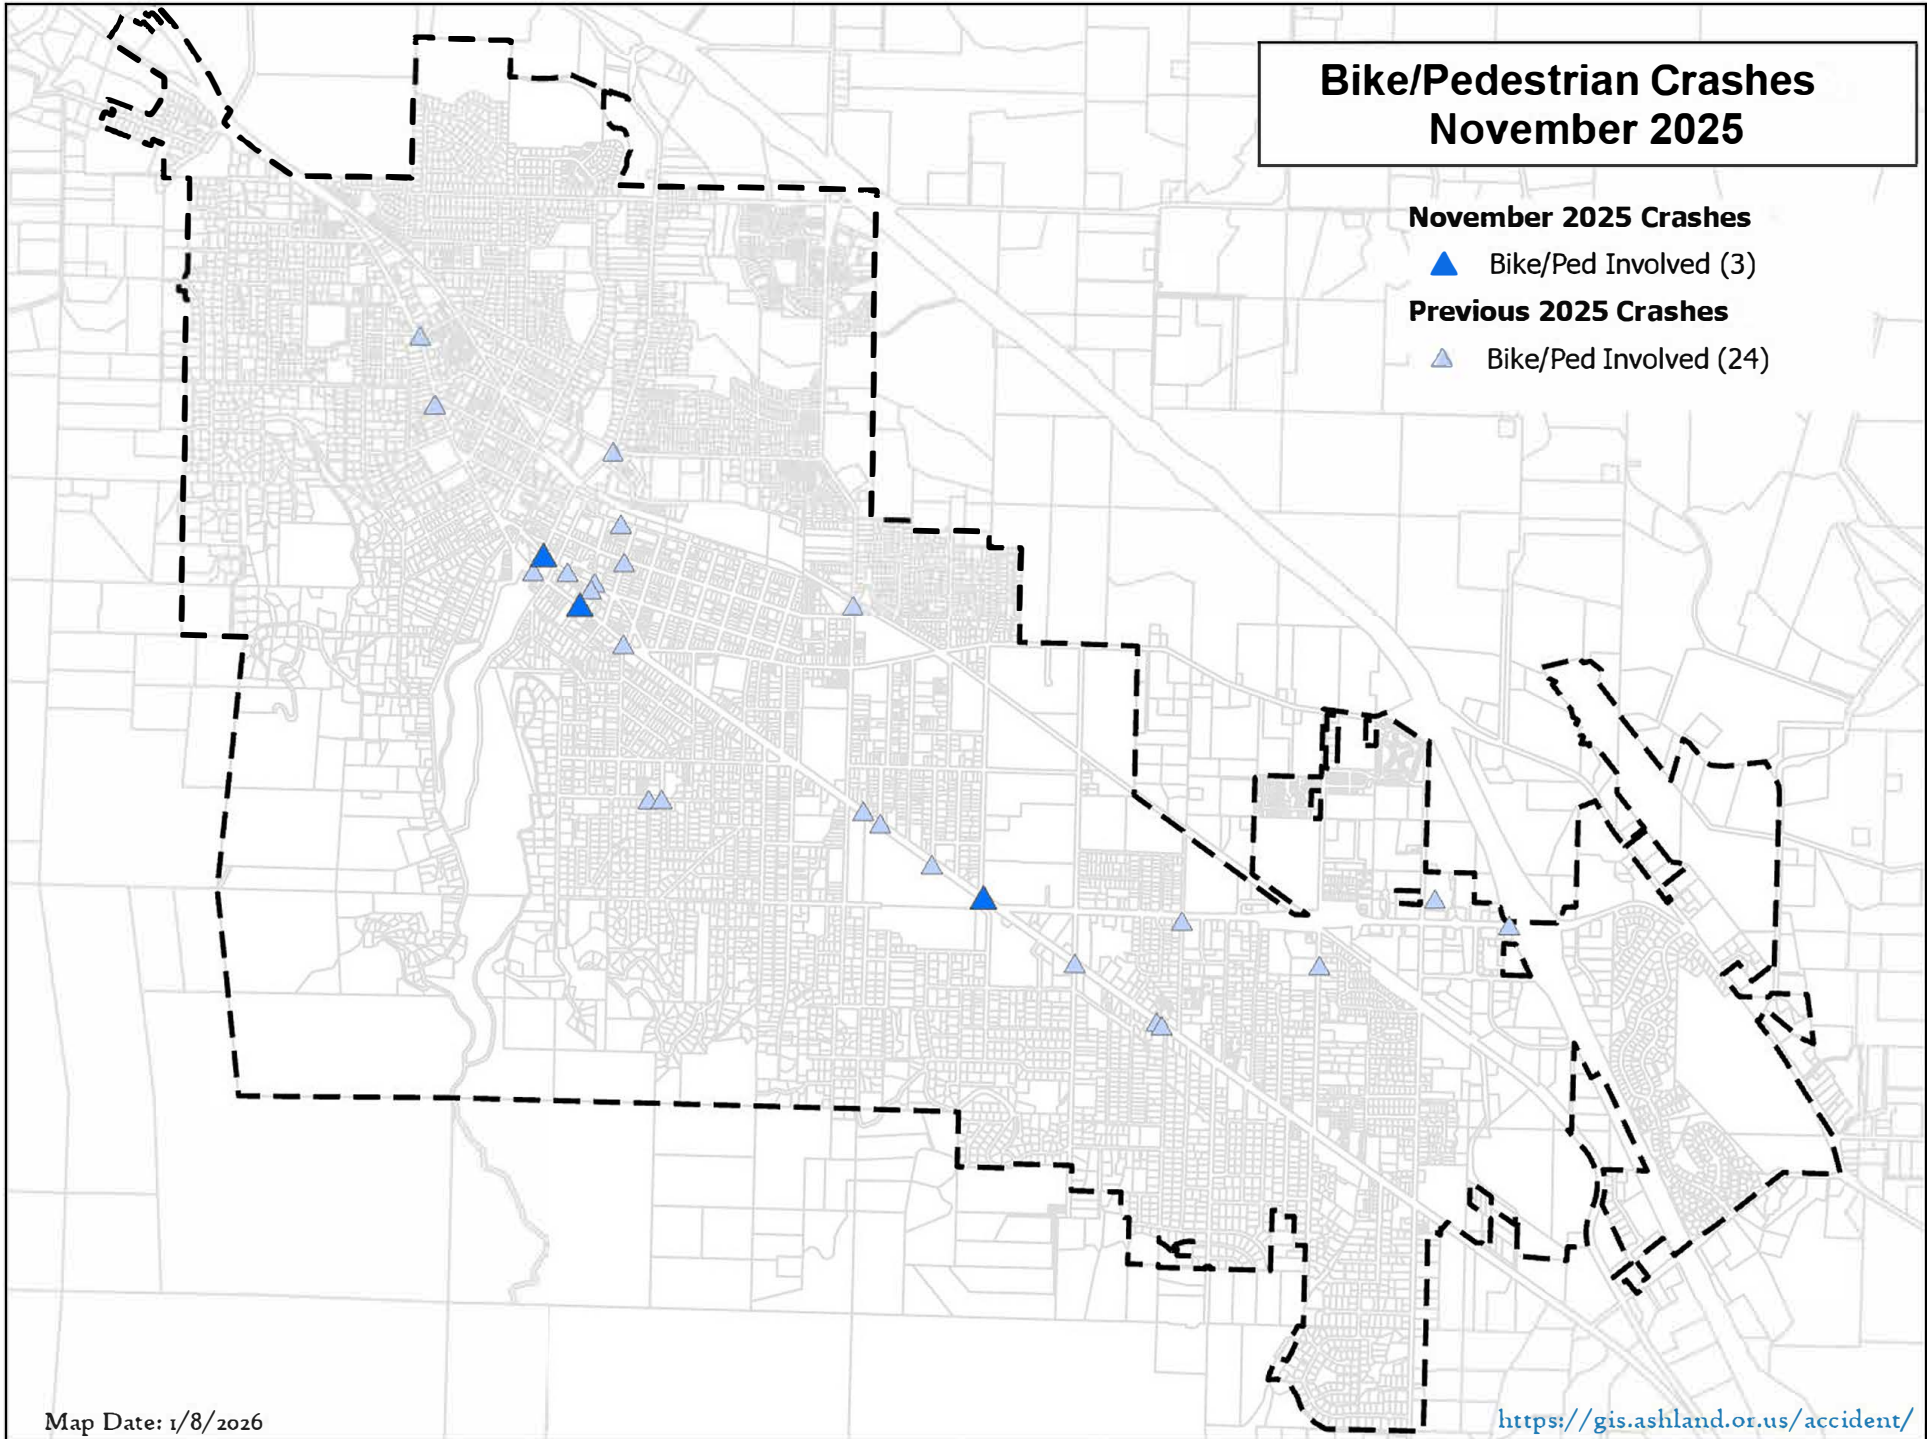 Bike/Pedestrian Crashes
November 2025
November 2025 Crashes
Bike/Ped Involved (3)
Previous 2025 Crashes
Bike/Ped Involved (24)
Map Date: 1/8/2026
https://gis.ashland.or.us/accident/